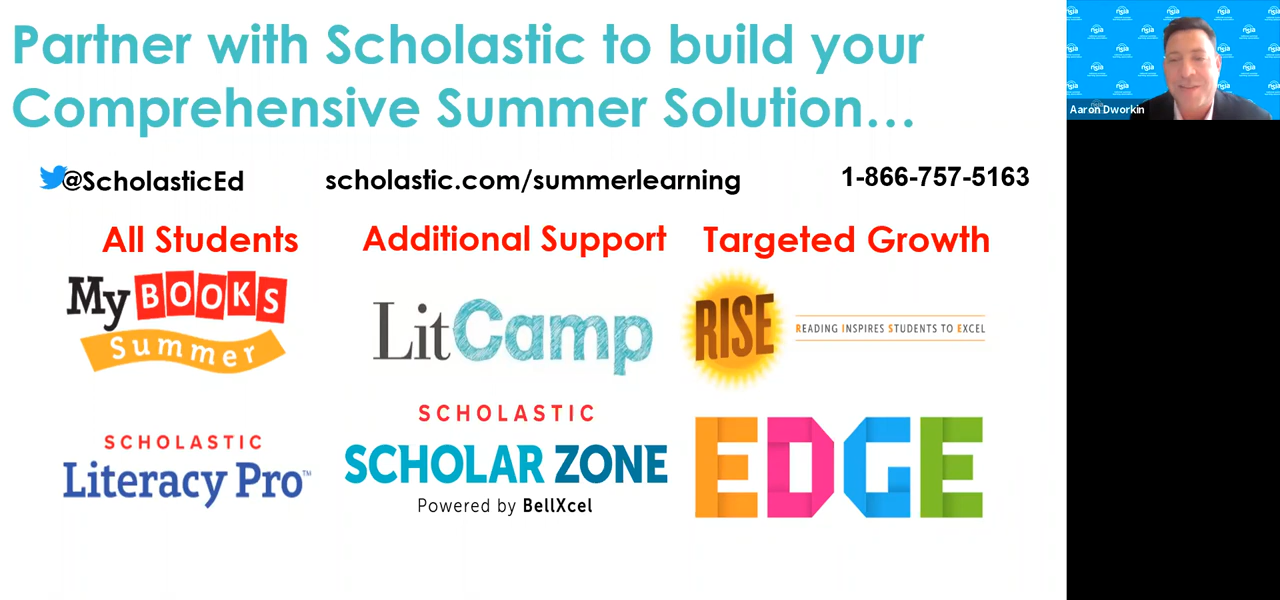 Partner with Scholastic to build your
Comprehensive Summer Solution...
@ScholasticEd
scholastic.com/summerlearning
1-866-757-5163
All Students
Additional Support
Targeted Growth
My BOOKS
Summer
LitCamp
RISE
READING INSPIRES STUDENTS TO EXCEL
SCHOLASTIC
Literacy Pro™
SCHOLASTIC
SCHOLAR ZONE
Powered by BellXcel
EDGE
nsla
Aaron Dworkin